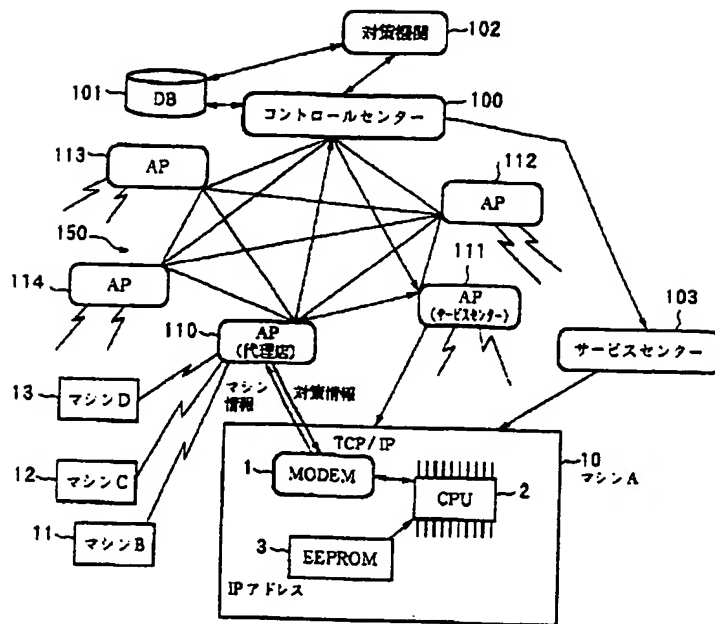 対策機関
102
101
DB
100
コントロールセンター
113
AP
112
AP
150
114
AP
111
AP
(サービスセンター)
110
AP
(代理店)
103
サービスセンター
13
マシンD
マシン
情報
対策情報
12
マシンC
11
マシンB
TCP/IP
10
マシンA
1
MODEM
CPU
2
3
EEPROM
IPアドレス